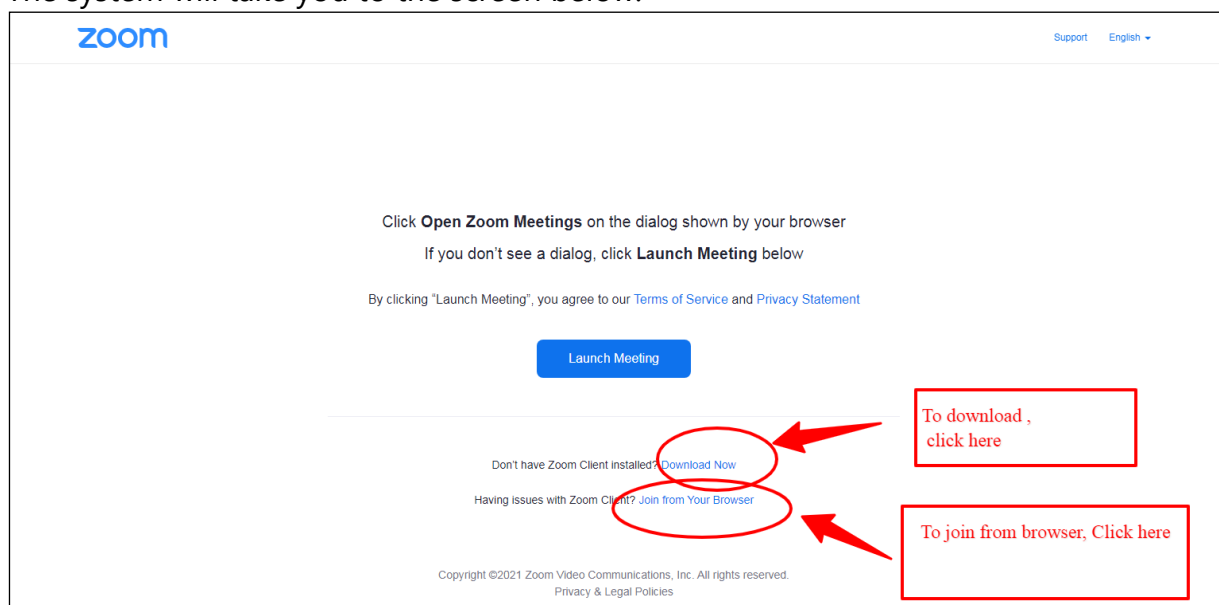 The system will take you to the screen below.
zoom
Support English
Click Open Zoom Meetings on the dialog shown by your browser
If you don't see a dialog, click Launch Meeting below
By clicking "Launch Meeting", you agree to our Terms of Service and Privacy Statement
Launch Meeting
To download ,
click here
Don't have Zoom Client installed? Download Now
Having issues with Zoom Client? Join from Your Browser
To join from browser, Click here
Copyright ©2021 Zoom Video Communications, Inc. All rights reserved.
Privacy & Legal Policies